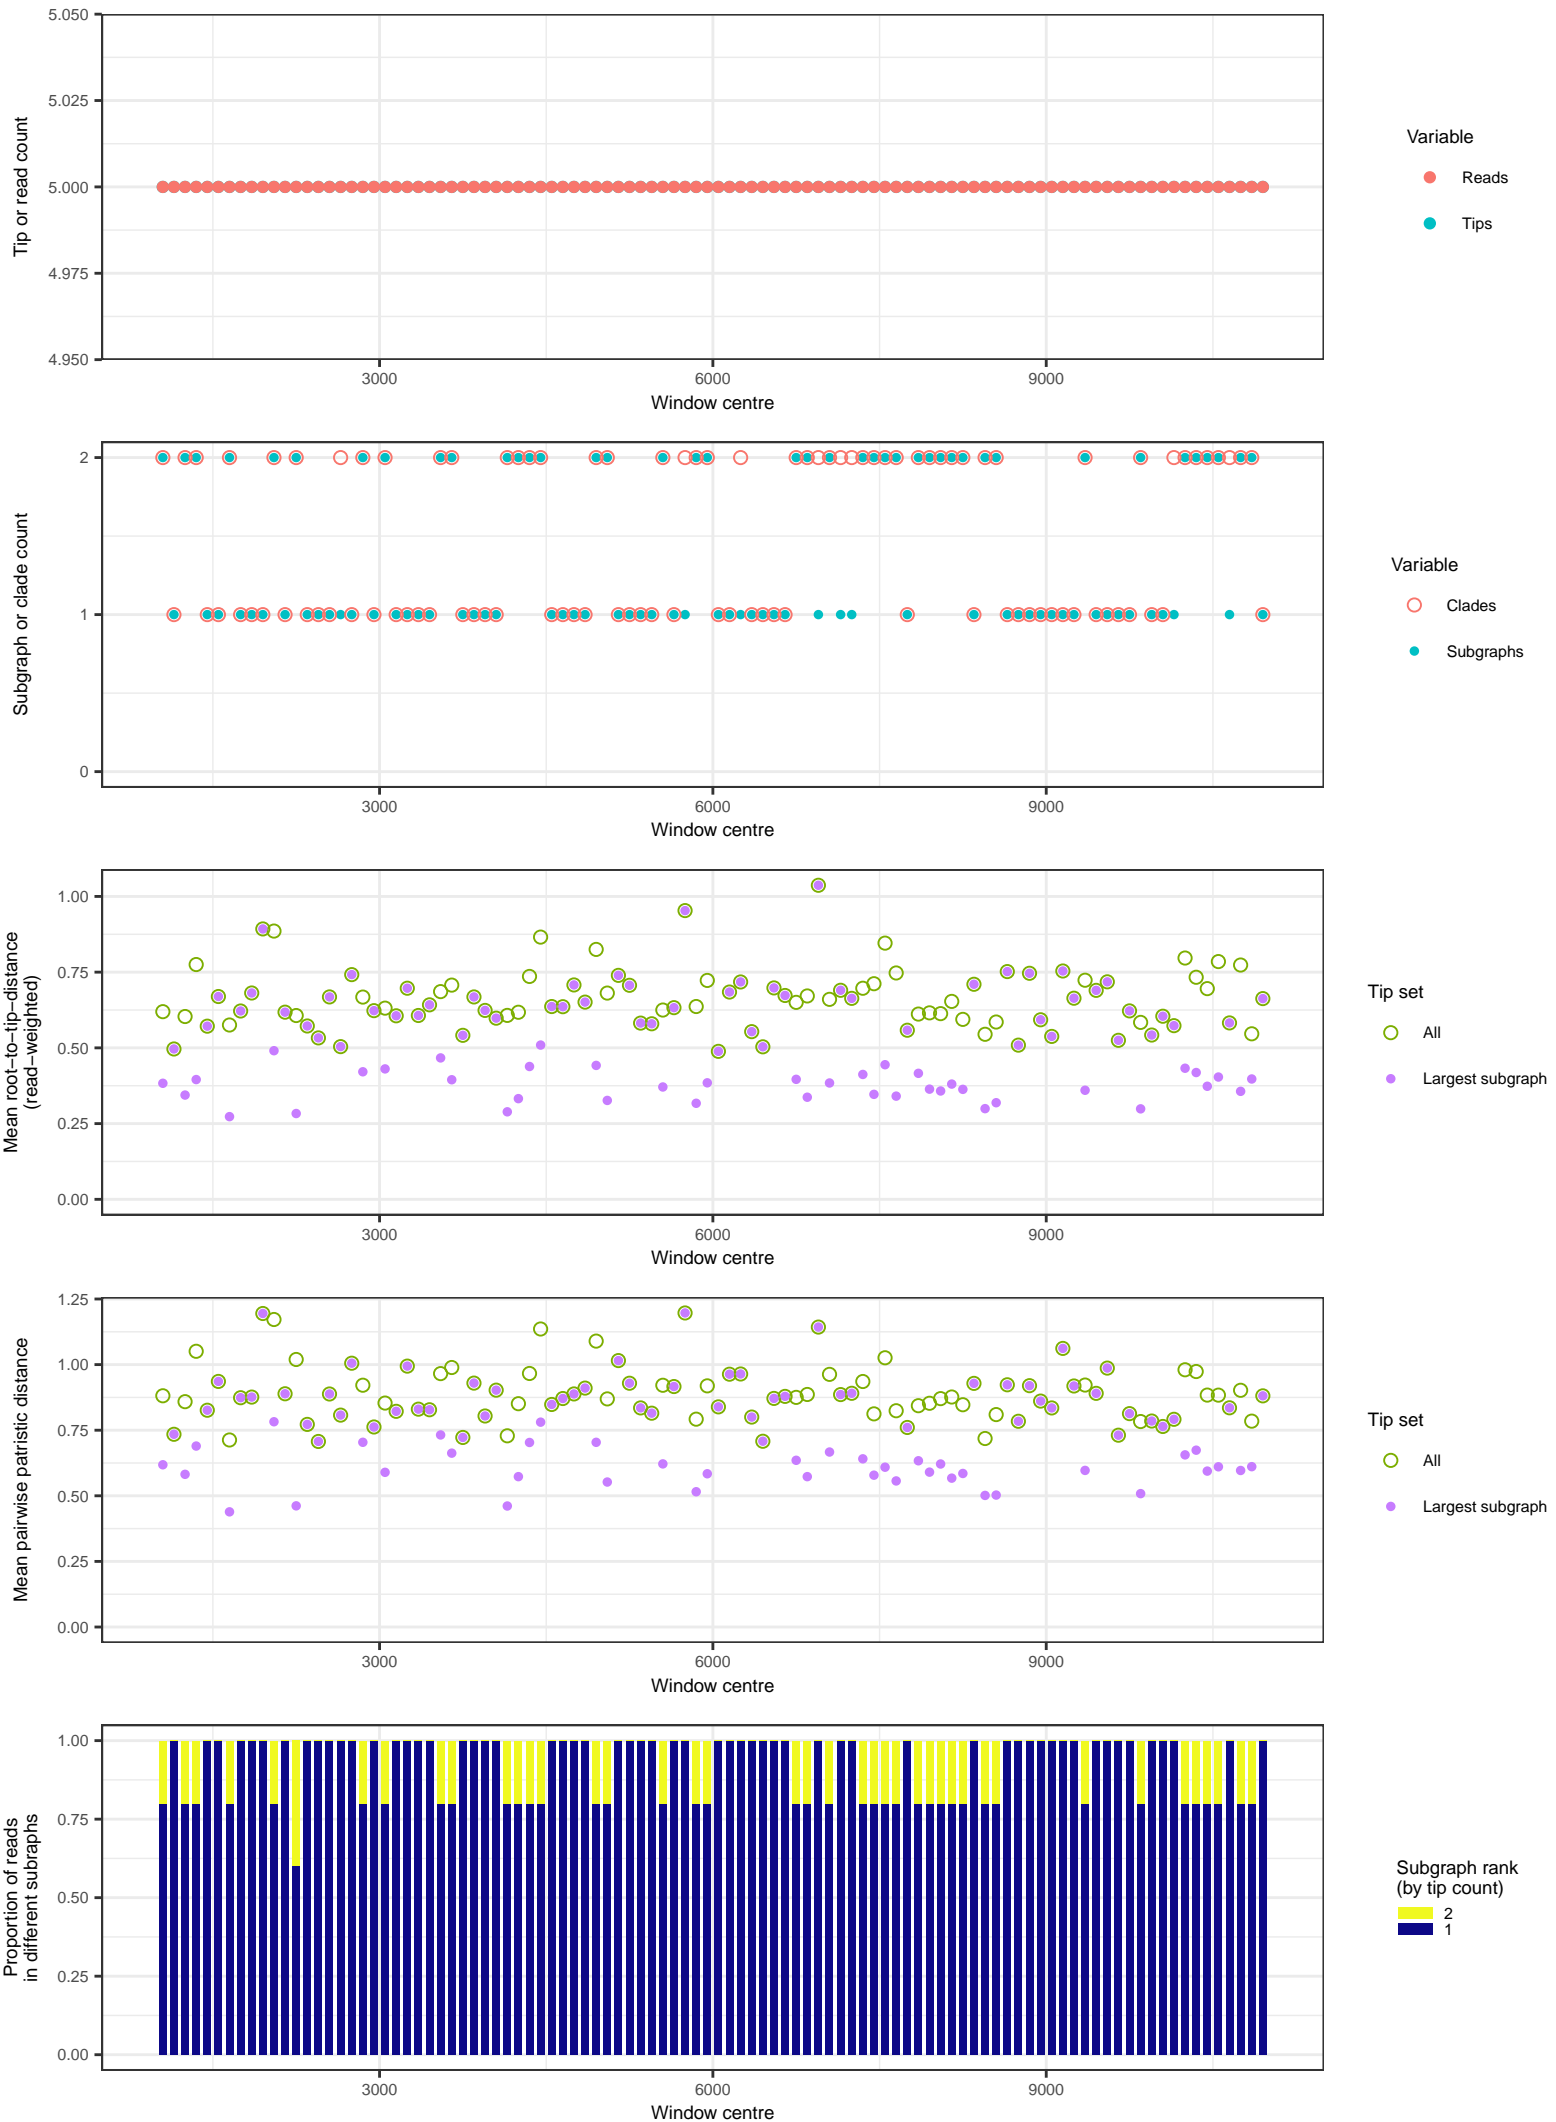 5.050
5.025
5.000
4.975
4.950
Tip or read count
3000 6000 9000
Window centre
Variable
Reads
Tips
2
1
0
Subgraph or clade count
3000 6000 9000
Window centre
Variable
Clades
Subgraphs
1.00
0.75
0.50
0.25
0.00
Mean root−to−tip−distance
(read−weighted)
3000 6000 9000
Window centre
Tip set
All
Largest subgraph
1.25
1.00
0.75
0.50
0.25
0.00
Mean pairwise patristic distance
3000 6000 9000
Window centre
Tip set
All
Largest subgraph
1.00
0.75
0.50
0.25
0.00
Proportion of reads
in different subraphs
3000 6000 9000
Window centre
Subgraph rank
(by tip count)
2
1